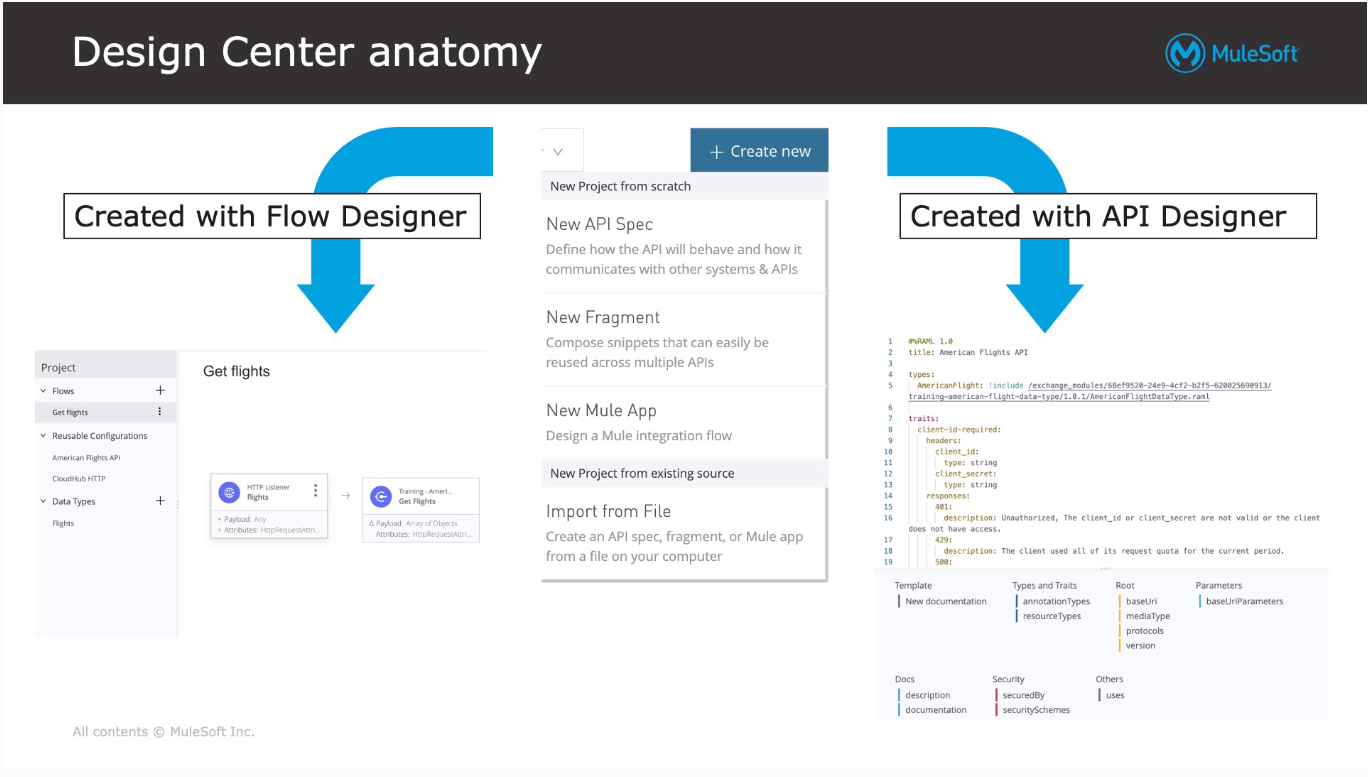 Design Center anatomy
MuleSoft
Created with Flow Designer
Project
Flows
Get flights
Reusable Configurations
American Flights API
CloudHub HTTP
Data Types
Flights
Get flights
HTTP Listener
flights
Payload: Any
Attributes: HttpRequestAttri...
Training - Ameri...
Get Flights
Δ Payload: Array of Objects
Attributes: HttpRequestAttri...
+ Create new
New Project from scratch
New API Spec
Define how the API will behave and how it
communicates with other systems & APIs
New Fragment
Compose snippets that can easily be
reused across multiple APIs
New Mule App
Design a Mule integration flow
New Project from existing source
Import from File
Create an API spec, fragment, or Mule app
from a file on your computer
Created with API Designer
1 #%RAML 1.0
2 title: American Flights API
3
4 types:
5 AmericanFlight: !include /exchange_modules/68ef9520-24e9-4cf2-b2f5-620025690913/
training-american-flight-data-type/1.0.1/AmericanFlightDataType.raml
6
7 traits:
8 client-id-required:
9 headers:
10 client_id:
11 type: string
12 client_secret:
13 type: string
14 responses:
15 401:
16 description: Unauthorized, The client_id or client_secret are not valid or the client
does not have access.
17 429:
18 description: The client used all of its request quota for the current period.
19 500:
Template
New documentation
Types and Traits
annotationTypes
resourceTypes
Root
baseUri
mediaType
protocols
version
Parameters
baseUriParameters
Docs
description
documentation
Security
securedBy
securitySchemes
Others
uses
All contents © MuleSoft Inc.